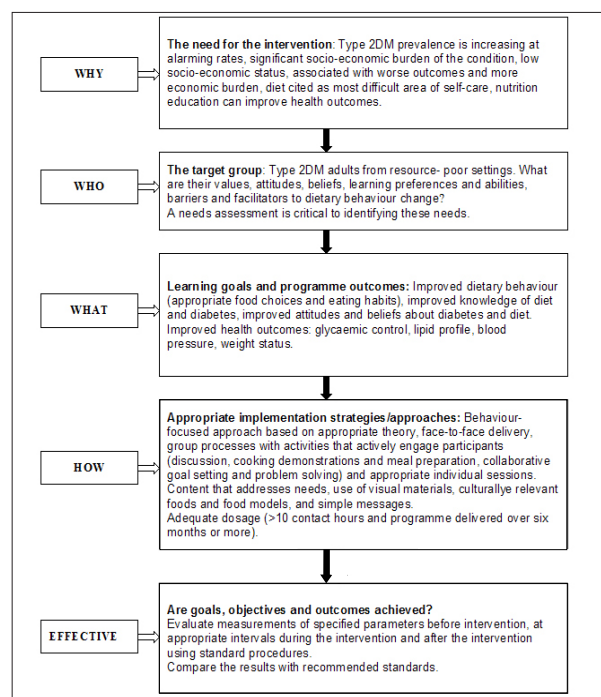 The need for the intervention: Type 2DM prevalence is increasing at
alarming rates, significant socio-economic burden of the condition, low
socio-economic status, associated with worse outcomes and more
economic burden, diet cited as most difficult area of self-care, nutrition
education can improve health outcomes.
WHY
The target group: Type 2DM adults from resource- poor settings. What
are their values, attitudes, beliefs, learning preferences and abilities,
barriers and facilitators to dietary behaviour change?
A needs assessment is critical to identifying these needs.
WHO
Learning goals and programme outcomes: Improved dietary behaviour
(appropriate food choices and eating habits), improved knowledge of diet
and diabetes, improved attitudes and beliefs about diabetes and diet.
Improved health outcomes: glycaemic control, lipid profile, blood
pressure, weight status.
WHAT
Appropriate implementation strategies/approaches: Behaviour-
focused approach based on appropriate theory, face-to-face delivery,
group processes with activities that actively engage participants
(discussion, cooking demonstrations and meal preparation, collaborative
goal setting and problem solving) and appropriate individual sessions.
Content that addresses needs, use of visual materials, culturallye relevant
foods and food models, and simple messages.
Adequate dosage (>10 contact hours and programme delivered over six
months or more).
HOW
Are goals, objectives and outcomes achieved?
Evaluate measurements of specified parameters before intervention, at
appropriate intervals during the intervention and after the intervention
using standard procedures.
Compare the results with recommended standards.
EFFECTIVE